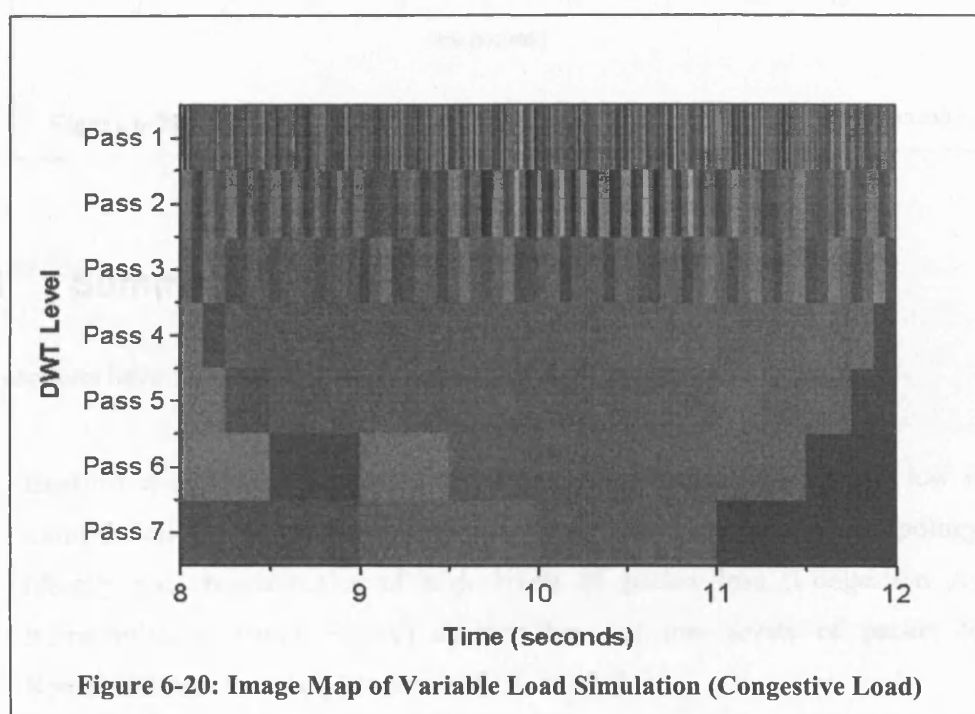 Pass 1
Pass 2
Pass 3
Pass 4
Pass 5
Pass 6
Pass 7
DWT Level
8 9 10 11 12
Time (seconds)
Figure 6-20: Image Map of Variable Load Simulation (Congestive Load)